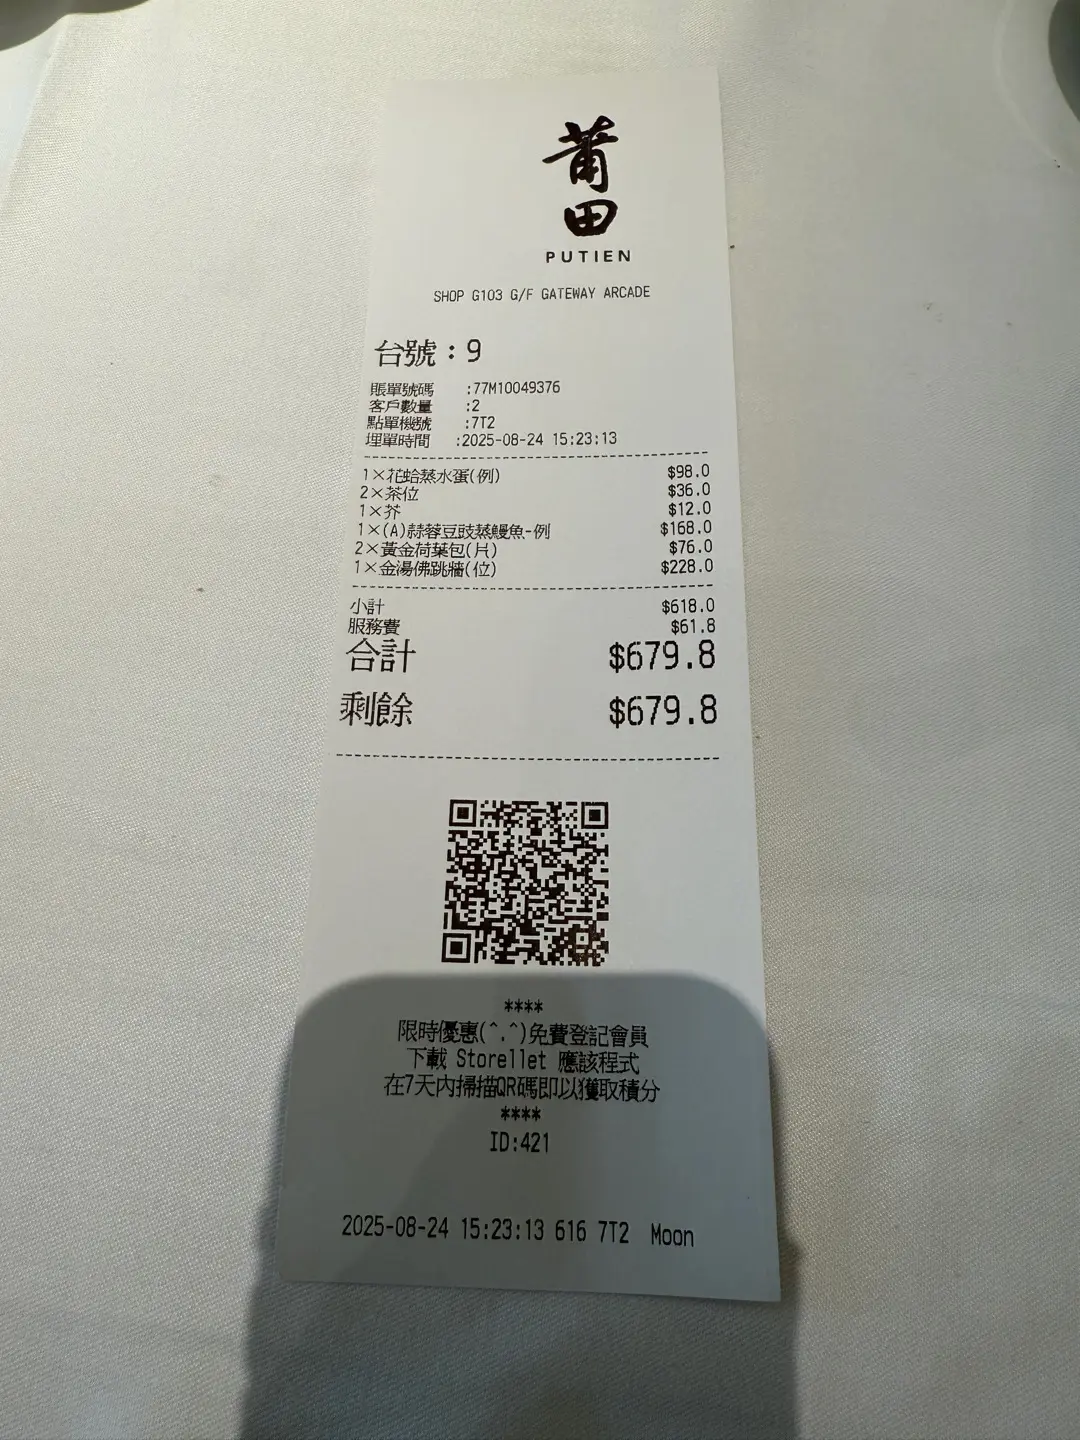 莆田
PUTIEN
SHOP G103 G/F GATEWAY ARCADE
台號：9
賬單號碼 :77M10049376
客戶數量 :2
點單機號 :7T2
埋單時間 :2025-08-24 15:23:13
1×花蛤蒸水蛋(例) $98.0
2×茶位 $36.0
1×芥 $12.0
1×(A)蒜蓉豆豉蒸鰻魚-例 $168.0
2×黃金荷葉包(片) $76.0
1×金湯佛跳牆(位) $228.0
小計 $618.0
服務費 $61.8
合計 $679.8
剩餘 $679.8
****
限時優惠(^.^)免費登記會員
下載 Storellet 應該程式
在7天內掃描QR碼即以獲取積分
****
ID:421
2025-08-24 15:23:13 616 7T2 Moon